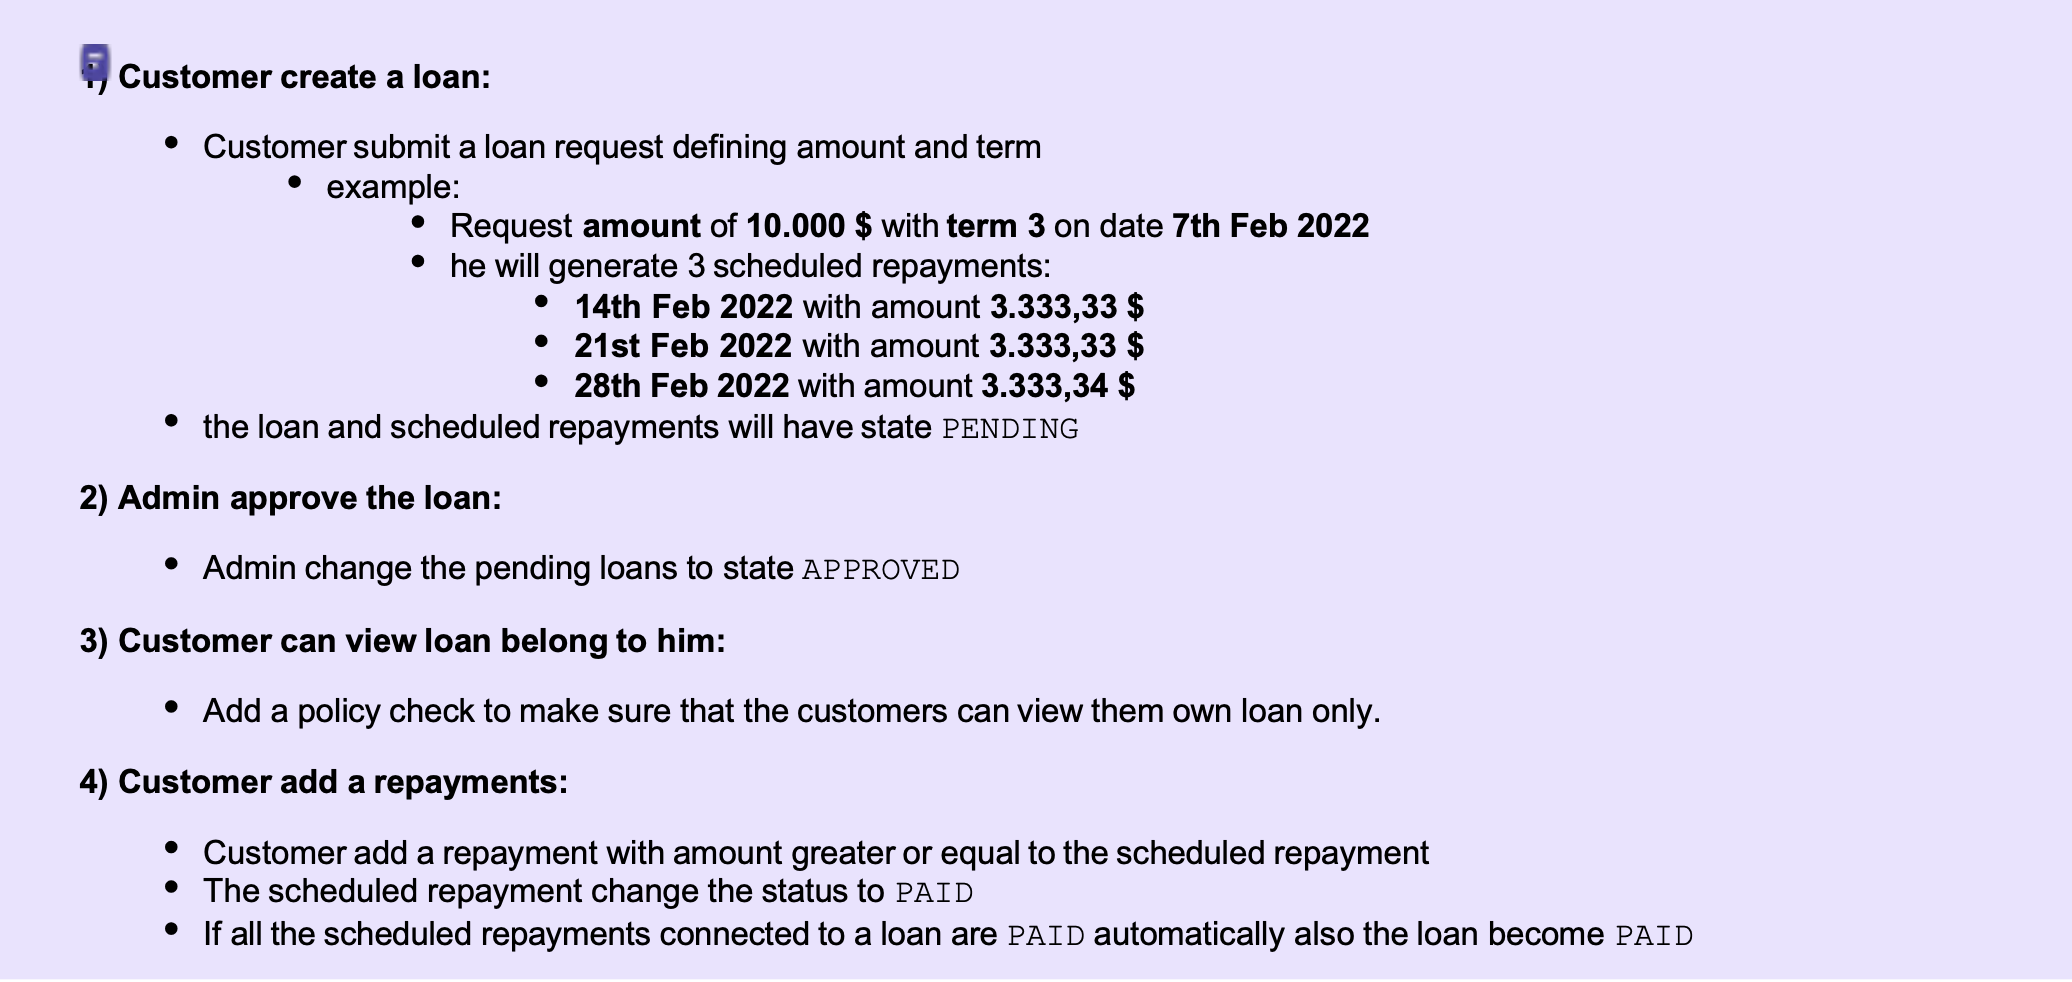 1) Customer create a loan:
Customer submit a loan request defining amount and term
example:
Request amount of 10.000 $ with term 3 on date 7th Feb 2022
he will generate 3 scheduled repayments:
14th Feb 2022 with amount 3.333,33 $
21st Feb 2022 with amount 3.333,33 $
28th Feb 2022 with amount 3.333,34 $
the loan and scheduled repayments will have state PENDING
2) Admin approve the loan:
Admin change the pending loans to state APPROVED
3) Customer can view loan belong to him:
Add a policy check to make sure that the customers can view them own loan only.
4) Customer add a repayments:
Customer add a repayment with amount greater or equal to the scheduled repayment
The scheduled repayment change the status to PAID
If all the scheduled repayments connected to a loan are PAID automatically also the loan become PAID